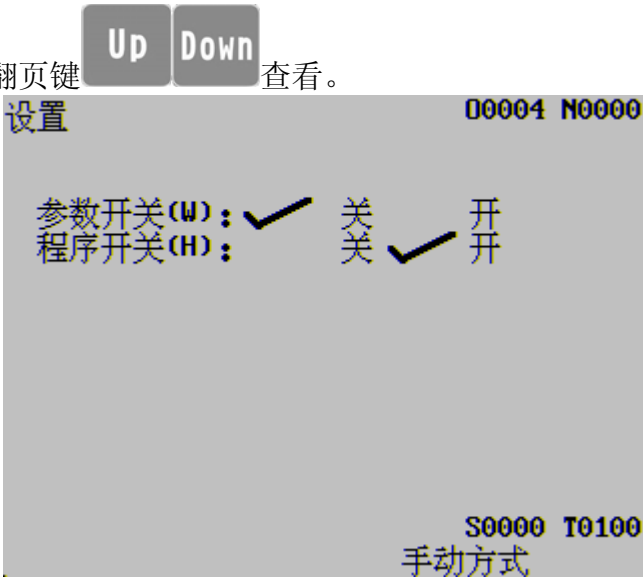 翻页键 Up Down 查看。
设置 O0004 N0000
参数开关(W): 关 开
程序开关(H): 关 开
S0000 T0100
手动方式